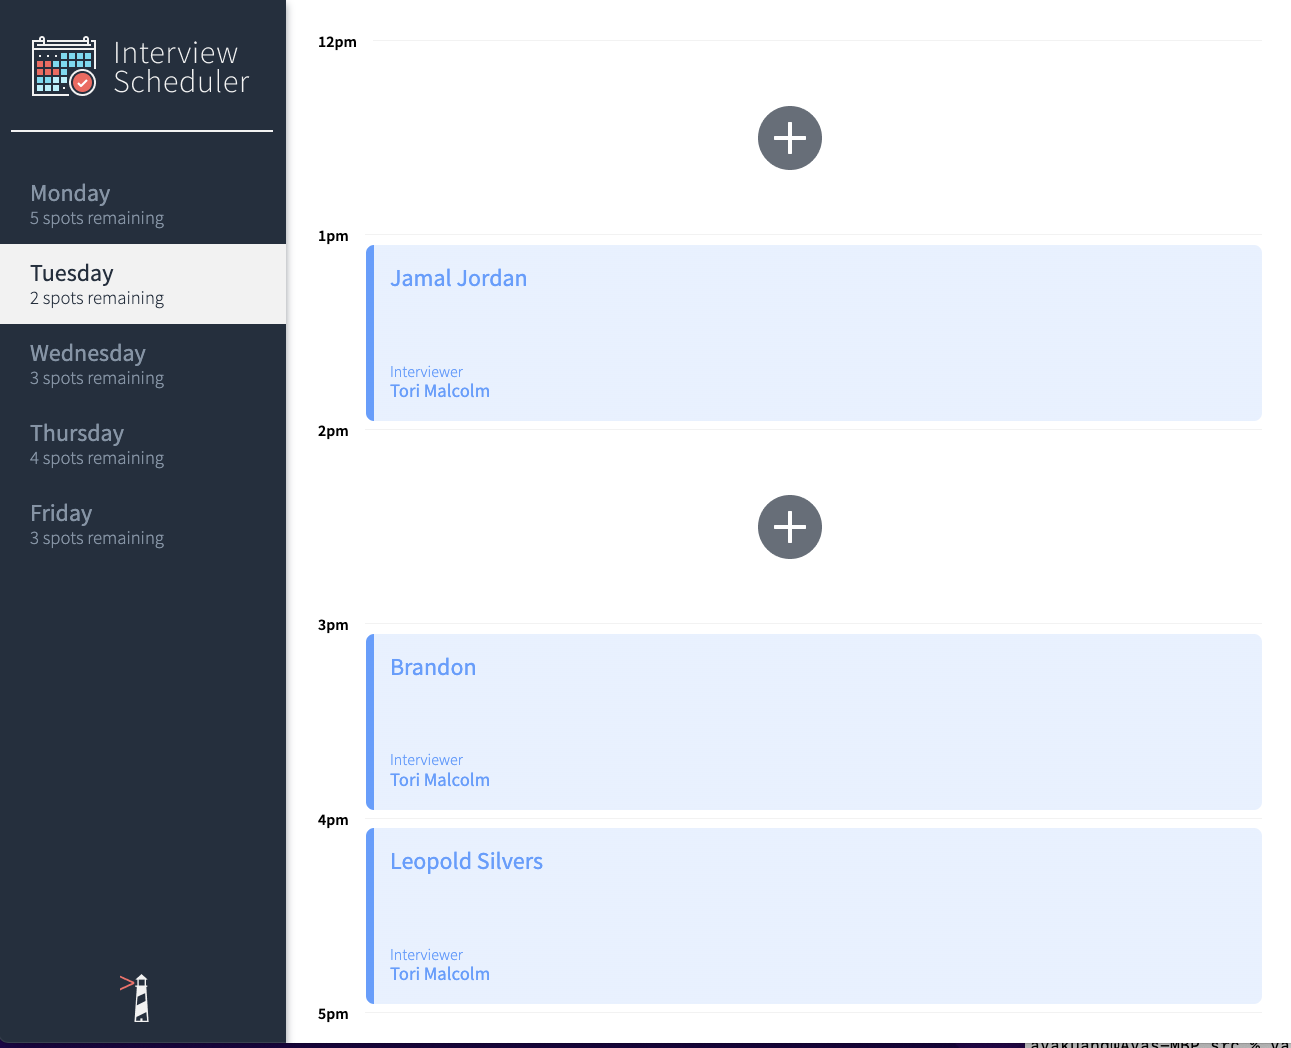 Interview
Scheduler
Monday
5 spots remaining
Tuesday
2 spots remaining
Wednesday
3 spots remaining
Thursday
4 spots remaining
Friday
3 spots remaining
12pm
1pm
Jamal Jordan
Interviewer
Tori Malcolm
2pm
3pm
Brandon
Interviewer
Tori Malcolm
4pm
Leopold Silvers
Interviewer
Tori Malcolm
5pm